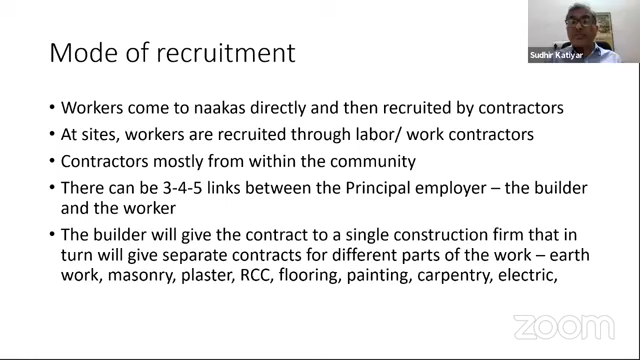 Mode of recruitment
Sudhir Katiyar
• Workers come to naakas directly and then recruited by contractors
• At sites, workers are recruited through labor/ work contractors
• Contractors mostly from within the community
• There can be 3-4-5 links between the Principal employer – the builder
and the worker
• The builder will give the contract to a single construction firm that in
turn will give separate contracts for different parts of the work – earth
work, masonry, plaster, RCC, flooring, painting, carpentry, electric,
zoom